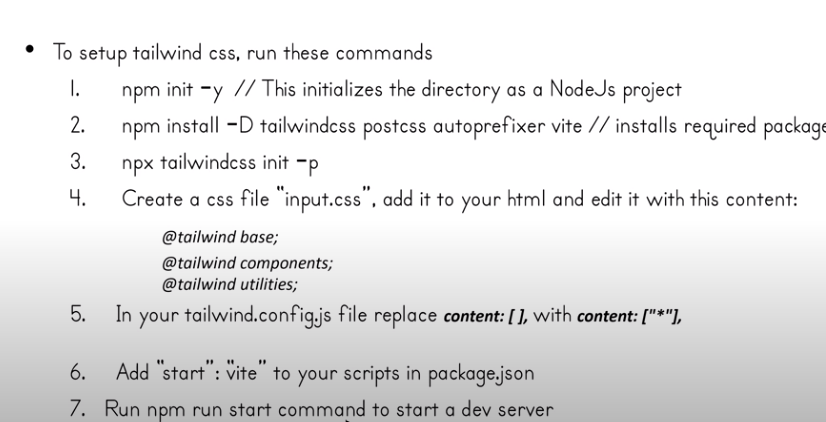 • To setup tailwind css, run these commands
1. npm init -y // This initializes the directory as a NodeJs project
2. npm install -D tailwindcss postcss autoprefixer vite // installs required package
3. npx tailwindcss init -p
4. Create a css file "input.css", add it to your html and edit it with this content:
@tailwind base;
@tailwind components;
@tailwind utilities;
5. In your tailwind.config.js file replace content: [ ], with content: ["*"],
6. Add "start": "vite" to your scripts in package.json
7. Run npm run start command to start a dev server